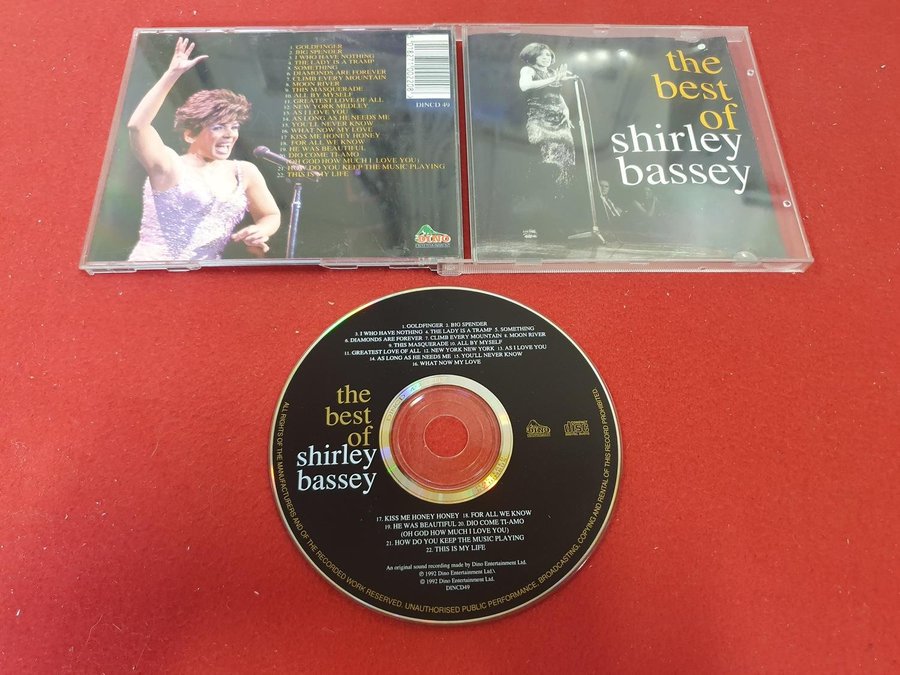 1. GOLDFINGER
2. BIG SPENDER
3. I WHO HAVE NOTHING
4. THE LADY IS A TRAMP
5. SOMETHING
6. DIAMONDS ARE FOREVER
7. CLIMB EVERY MOUNTAIN
8. MOON RIVER
9. THIS MASQUERADE
10. ALL BY MYSELF
11. GREATEST LOVE OF ALL
12. NEW YORK MEDLEY
13. AS I LOVE YOU
14. AS LONG AS HE NEEDS ME
15. YOU'LL NEVER KNOW
16. WHAT NOW MY LOVE
17. KISS ME HONEY HONEY
18. FOR ALL WE KNOW
19. HE WAS BEAUTIFUL
20. DIO COME TI-AMO
(OH GOD HOW MUCH I LOVE YOU)
21. HOW DO YOU KEEP THE MUSIC PLAYING
22. THIS IS MY LIFE
DINCD 49
DINO
the
best
of
shirley
bassey
1. GOLDFINGER 2. BIG SPENDER
3. I WHO HAVE NOTHING 4. THE LADY IS A TRAMP 5. SOMETHING
6. DIAMONDS ARE FOREVER 7. CLIMB EVERY MOUNTAIN 8. MOON RIVER
9. THIS MASQUERADE 10. ALL BY MYSELF
11. GREATEST LOVE OF ALL 12. NEW YORK NEW YORK 13. AS I LOVE YOU
14. AS LONG AS HE NEEDS ME 15. YOU'LL NEVER KNOW
16. WHAT NOW MY LOVE
the
best
of
shirley
bassey
DINO
COMPACT
disc
DIGITAL AUDIO
17. KISS ME HONEY HONEY 18. FOR ALL WE KNOW
19. HE WAS BEAUTIFUL 20. DIO COME TI-AMO
(OH GOD HOW MUCH I LOVE YOU)
21. HOW DO YOU KEEP THE MUSIC PLAYING
22. THIS IS MY LIFE
An original sound recording made by Dino Entertainment Ltd.
℗ 1992 Dino Entertainment Ltd.\
© 1992 Dino Entertainment Ltd.
DINCD49
ALL RIGHTS OF THE MANUFACTURERS AND OF THE RECORDED WORK RESERVED. UNAUTHORISED PUBLIC PERFORMANCE, BROADCASTING, COPYING AND RENTAL OF THIS RECORD PROHIBITED.